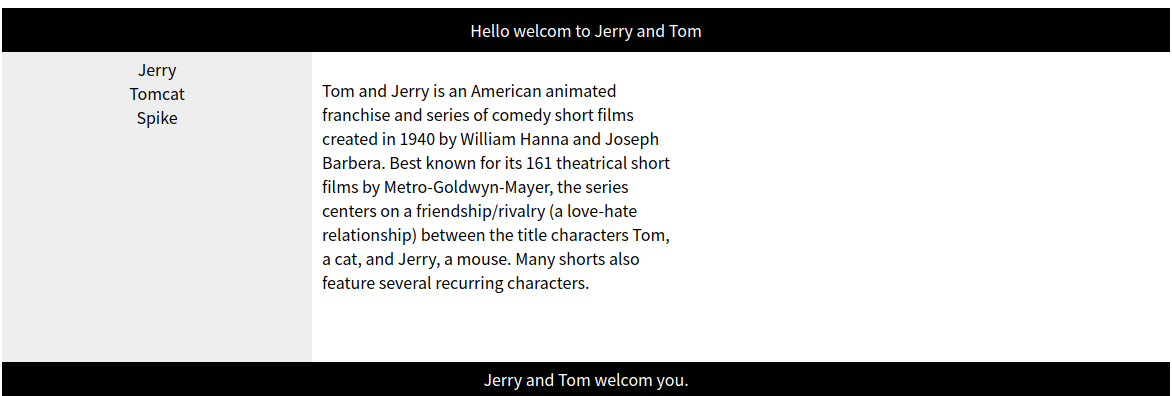 Hello welcom to Jerry and Tom
Jerry
Tomcat
Spike
Tom and Jerry is an American animated
franchise and series of comedy short films
created in 1940 by William Hanna and Joseph
Barbera. Best known for its 161 theatrical short
films by Metro-Goldwyn-Mayer, the series
centers on a friendship/rivalry (a love-hate
relationship) between the title characters Tom,
a cat, and Jerry, a mouse. Many shorts also
feature several recurring characters.
Jerry and Tom welcom you.